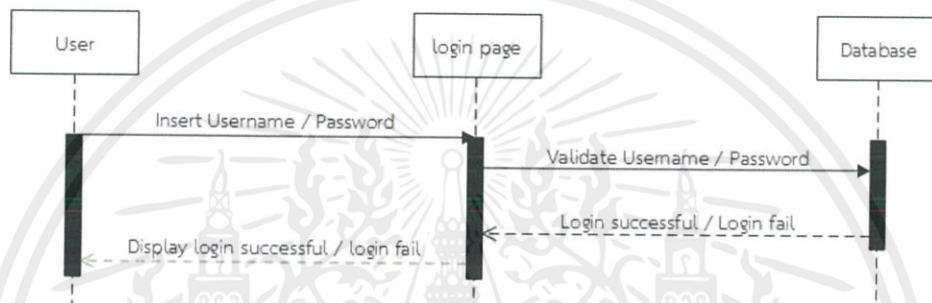 User
login page
Database
Insert Username / Password
Validate Username / Password
Login successful / Login fail
Display login successful / login fail